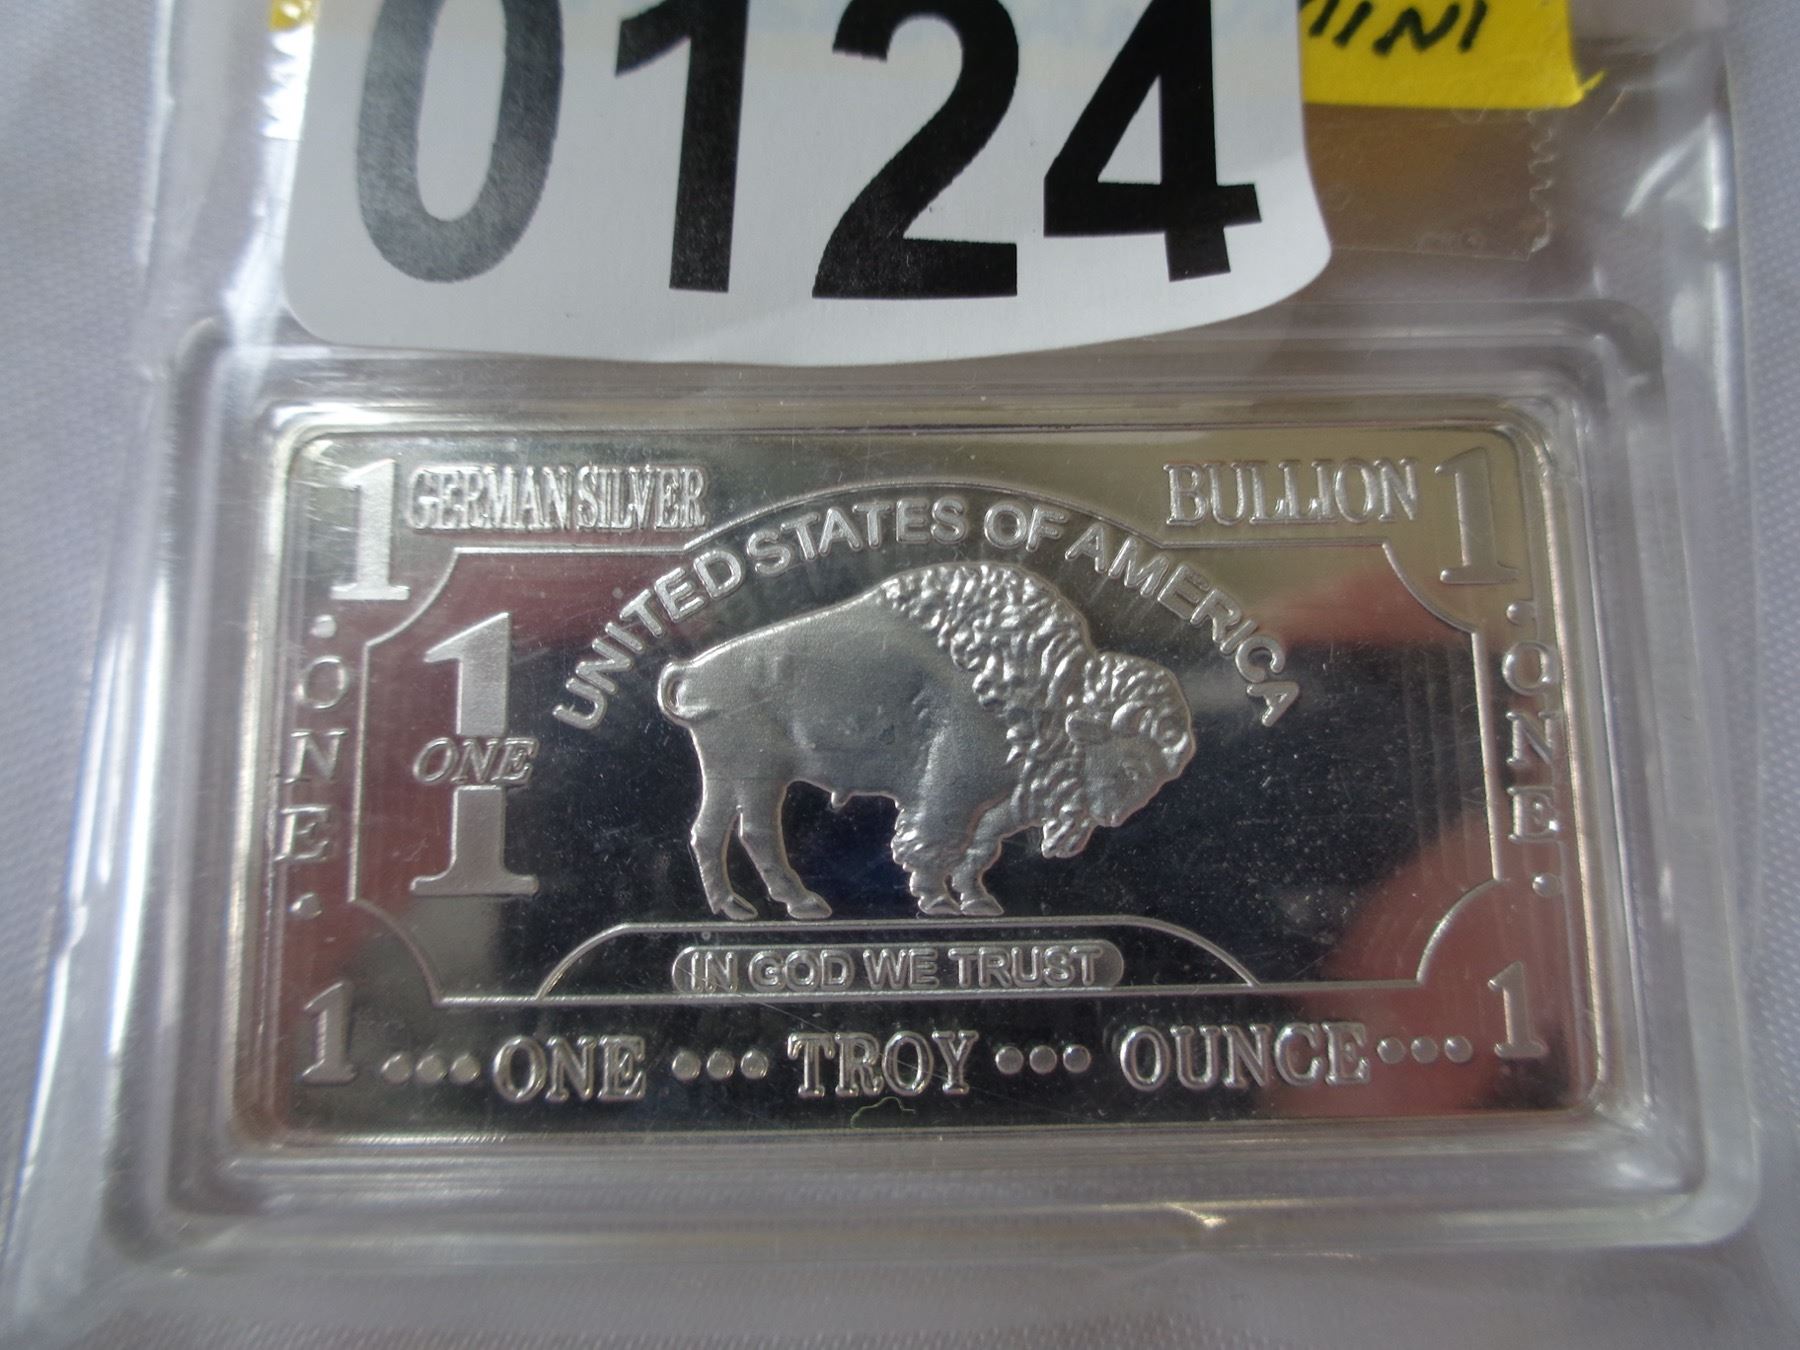 0124
1 GERMAN SILVER BULLION 1
UNITED STATES OF AMERICA
ONE
1 ONE
ONE
IN GOD WE TRUST
1 ... ONE ... TROY ... OUNCE ... 1